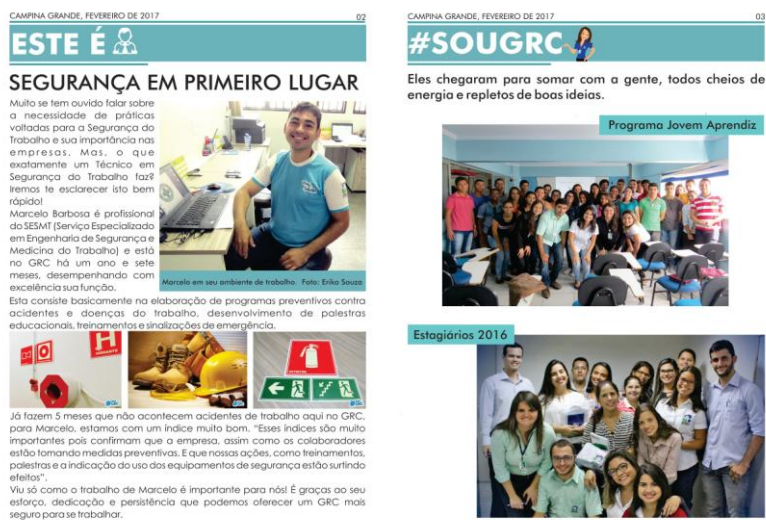 CAMPINA GRANDE, FEVEREIRO DE 2017
02
ESTE É
SEGURANÇA EM PRIMEIRO LUGAR
Muito se tem ouvido falar sobre
a necessidade de práticas
voltadas para a Segurança do
Trabalho e sua importância nas
empresas. Mas, o que
exatamente um Técnico em
Segurança do Trabalho faz?
Iremos te esclarecer isto bem
rápido!
Marcelo Barbosa é profissional
do SESMT (Serviço Especializado
em Engenharia de Segurança e
Medicina do Trabalho) e está
no GRC há um ano e sete
meses, desempenhando com
excelência sua função.
Marcelo em seu ambiente de trabalho. Foto: Erika Souza
Esta consiste basicamente na elaboração de programas preventivos contra
acidentes e doenças do trabalho, desenvolvimento de palestras
educacionais, treinamentos e sinalizações de emergência.
H
HIDRANTE
Já fazem 5 meses que não acontecem acidentes de trabalho aqui no GRC,
para Marcelo, estamos com um índice muito bom. “Esses índices são muito
importantes pois confirmam que a empresa, assim como os colaboradores
estão tomando medidas preventivas. E que nossas ações, como treinamentos,
palestras e a indicação do uso dos equipamentos de segurança estão surtindo
efeitos”.
Viu só como o trabalho de Marcelo é importante para nós! É graças ao seu
esforço, dedicação e persistência que podemos oferecer um GRC mais
seguro para se trabalhar.
CAMPINA GRANDE, FEVEREIRO DE 2017
03
#SOUGRC
Eles chegaram para somar com a gente, todos cheios de
energia e repletos de boas ideias.
Programa Jovem Aprendiz
Estagiários 2016